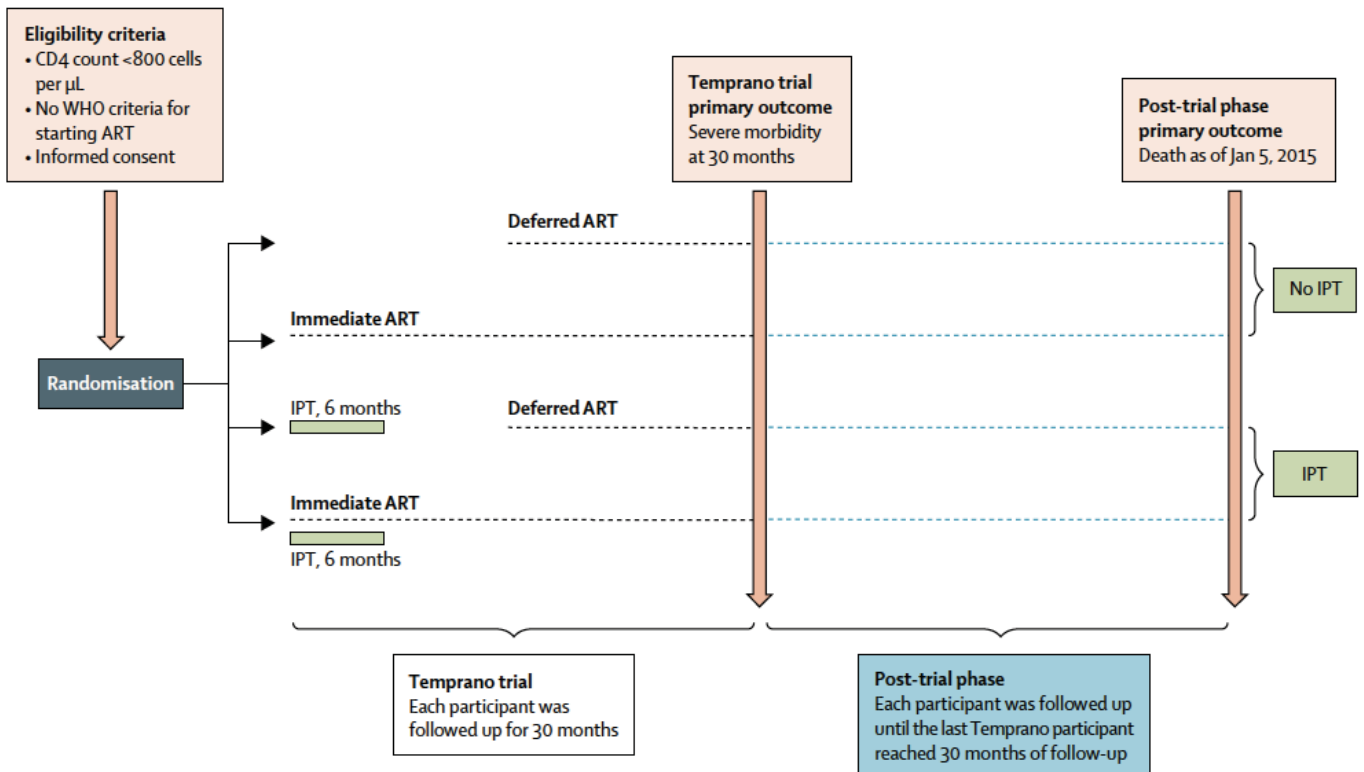 Eligibility criteria
• CD4 count <800 cells
per µL
• No WHO criteria for
starting ART
• Informed consent
Temprano trial
primary outcome
Severe morbidity
at 30 months
Post-trial phase
primary outcome
Death as of Jan 5, 2015
Deferred ART
No IPT
Immediate ART
Randomisation
IPT, 6 months
Deferred ART
IPT
Immediate ART
IPT, 6 months
Temprano trial
Each participant was
followed up for 30 months
Post-trial phase
Each participant was followed up
until the last Temprano participant
reached 30 months of follow-up